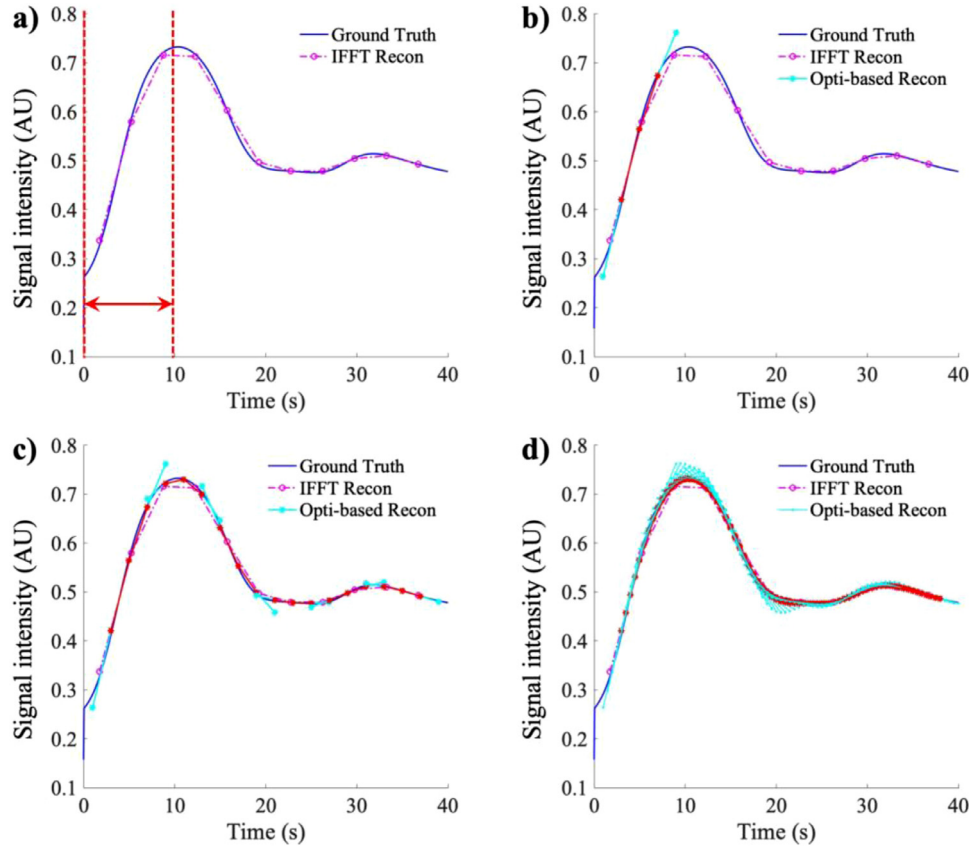 a)
0.8
0.7
0.6
0.5
0.4
0.3
0.2
0.1
Signal intensity (AU)
Ground Truth
IFFT Recon
0 10 20 30 40
Time (s)
b)
0.8
0.7
0.6
0.5
0.4
0.3
0.2
0.1
Signal intensity (AU)
Ground Truth
IFFT Recon
Opti-based Recon
0 10 20 30 40
Time (s)
c)
0.8
0.7
0.6
0.5
0.4
0.3
0.2
0.1
Signal intensity (AU)
Ground Truth
IFFT Recon
Opti-based Recon
0 10 20 30 40
Time (s)
d)
0.8
0.7
0.6
0.5
0.4
0.3
0.2
0.1
Signal intensity (AU)
Ground Truth
IFFT Recon
Opti-based Recon
0 10 20 30 40
Time (s)